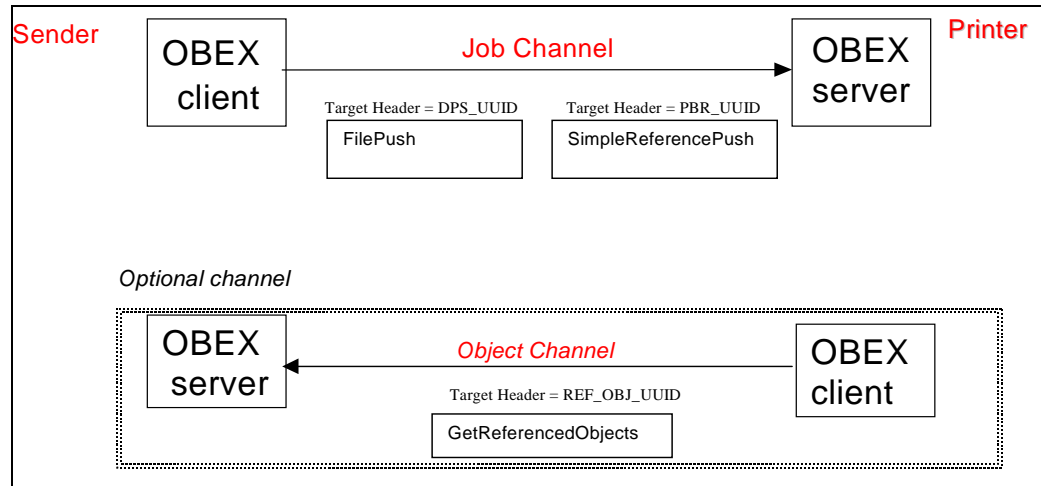 Sender
OBEX
client
Job Channel
OBEX
server
Printer
Target Header = DPS_UUID
Target Header = PBR_UUID
FilePush
SimpleReferencePush
Optional channel
OBEX
server
Object Channel
OBEX
client
Target Header = REF_OBJ_UUID
GetReferencedObjects